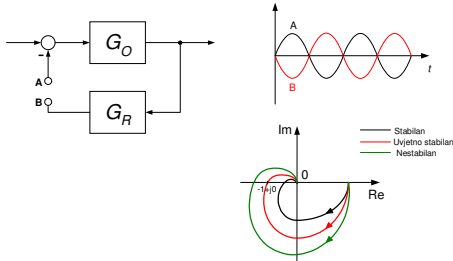 G_O
A
B
G_R
A
B
t
Im
0
-1+j0
Re
Stabilan
Uvjetno stabilan
Nestabilan